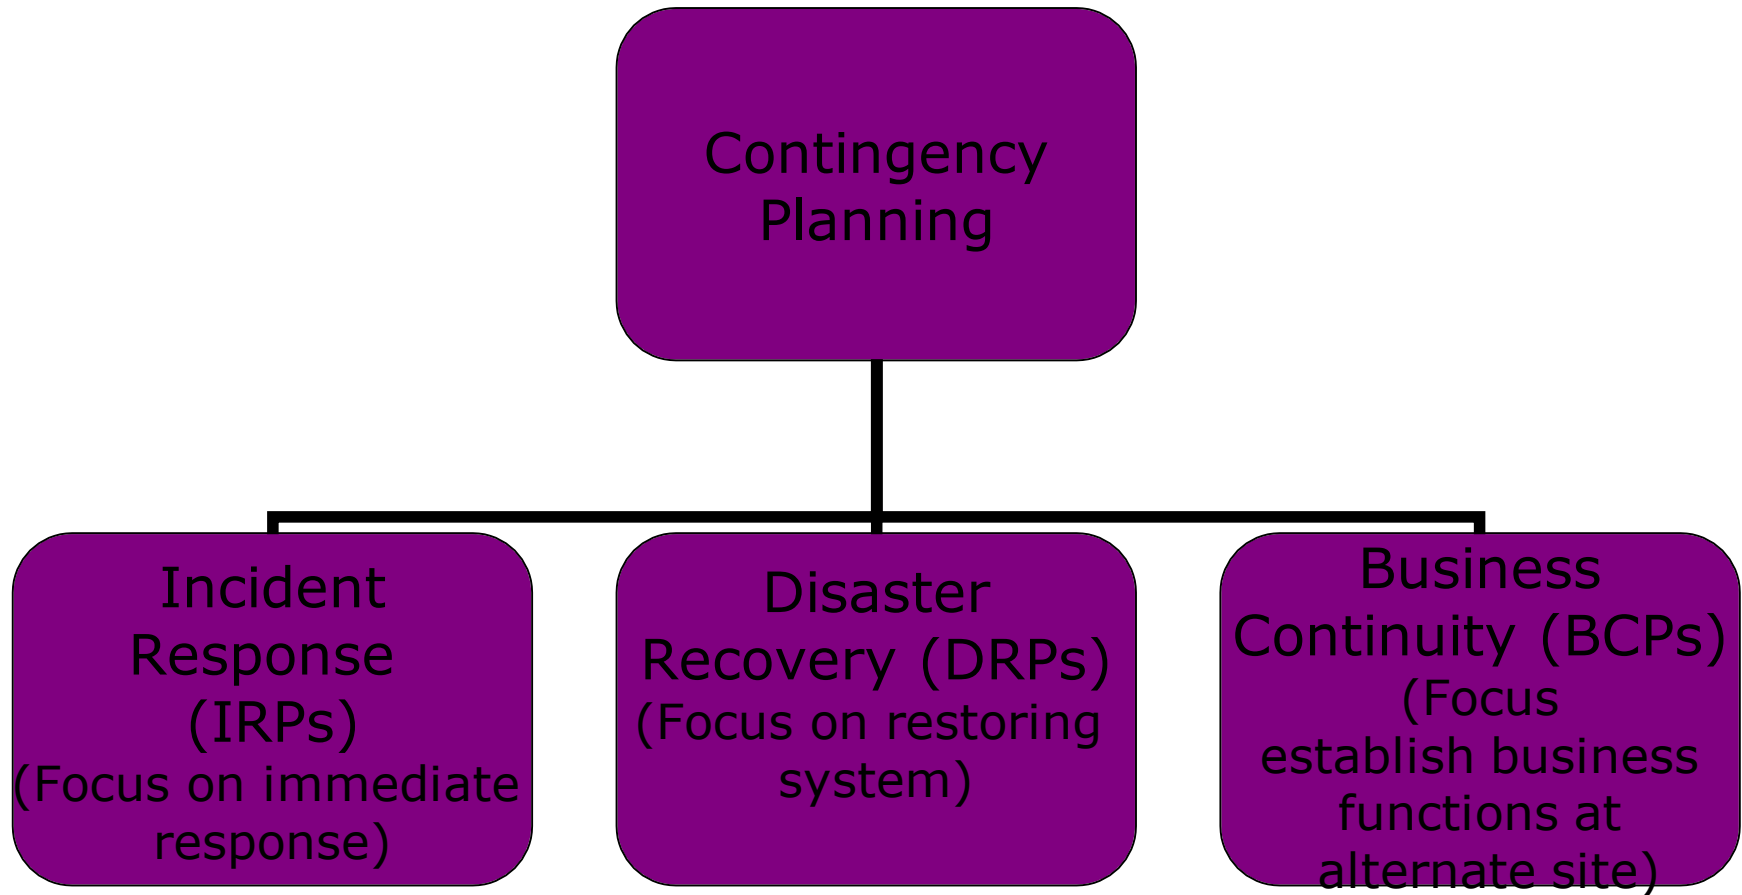 Contingency
Planning
Incident
Response
(IRPs)
(Focus on immediate
response)
Disaster
Recovery (DRPs)
(Focus on restoring
system)
Business
Continuity (BCPs)
(Focus
establish business
functions at
alternate site)